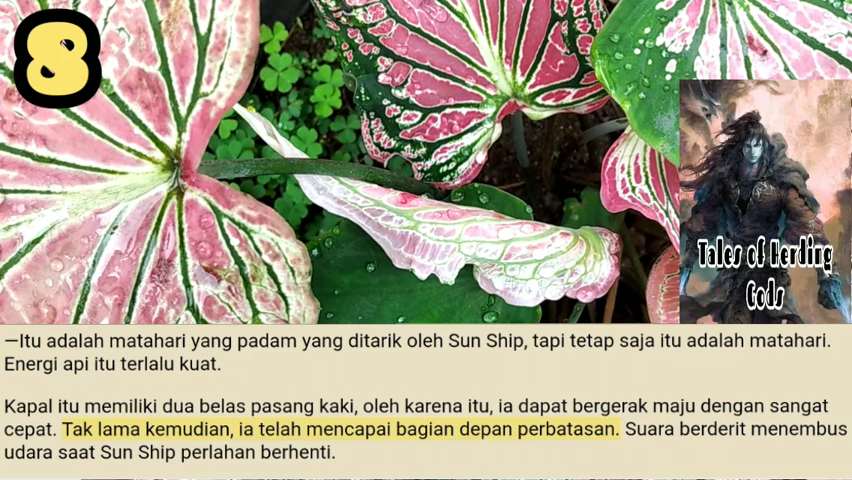 8
Tales of Herding
Gods
—Itu adalah matahari yang padam yang ditarik oleh Sun Ship, tapi tetap saja itu adalah matahari.
Energi api itu terlalu kuat.
Kapal itu memiliki dua belas pasang kaki, oleh karena itu, ia dapat bergerak maju dengan sangat
cepat. Tak lama kemudian, ia telah mencapai bagian depan perbatasan. Suara berderit menembus
udara saat Sun Ship perlahan berhenti.